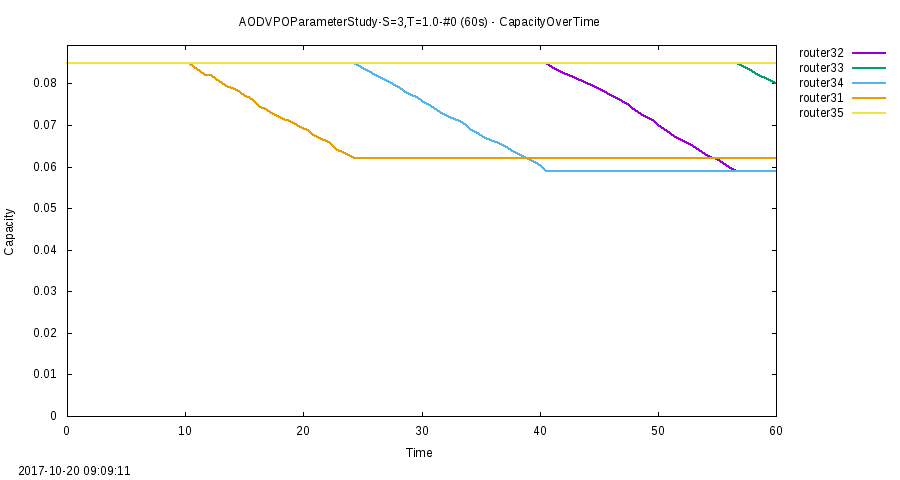 AODVPOParameterStudy-S=3,T=1.0-#0 (60s) - CapacityOverTime
router32
router33
router34
router31
router35
0.08
0.07
0.06
0.05
0.04
0.03
0.02
0.01
0
Capacity
0 10 20 30 40 50 60
Time
2017-10-20 09:09:11